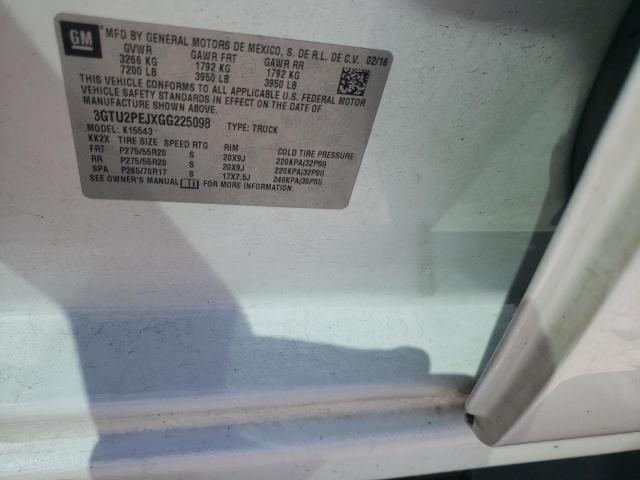 GM
MFD BY GENERAL MOTORS DE MEXICO, S. DE R.L. DE C.V. 02/16
GVWR GAWR FRT GAWR RR
3266 KG 1792 KG 1792 KG
7200 LB 3950 LB 3950 LB
THIS VEHICLE CONFORMS TO ALL APPLICABLE U.S. FEDERAL MOTOR
VEHICLE SAFETY STANDARDS IN EFFECT ON THE DATE OF
MANUFACTURE SHOWN ABOVE.
3GTU2PEJXGG225098 TYPE: TRUCK
MODEL: K15543
KK2X TIRE SIZE SPEED RTG RIM COLD TIRE PRESSURE
FRT P275/55R20 S 20X9J 220KPA(32PSI)
RR P275/55R20 S 20X9J 220KPA(32PSI)
SPA P265/70R17 S 17X7.5J 240KPA(35PSI)
SEE OWNER'S MANUAL FOR MORE INFORMATION.